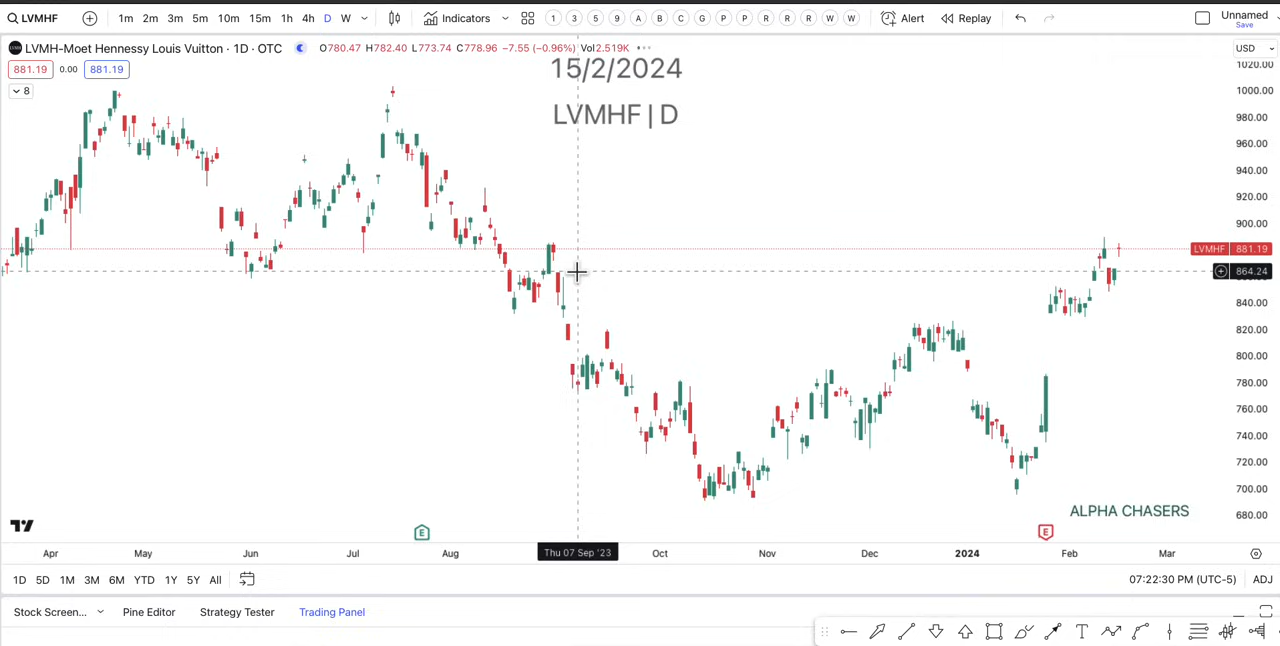 LVMHF 1m 2m 3m 5m 10m 15m 1h 4h D W Indicators 1 3 5 9 A B C G P P R R R W W Alert Replay Unnamed
Save
LVMH-Moet Hennessy Louis Vuitton · 1D · OTC O780.47 H782.40 L773.74 C778.96 −7.55 (−0.96%) Vol2.519K USD
881.19 0.00 881.19
8
15/2/2024
LVMHF | D
1020.00
1000.00
980.00
960.00
940.00
920.00
900.00
LVMHF 881.19
864.24
840.00
820.00
800.00
780.00
760.00
740.00
720.00
700.00
680.00
ALPHA CHASERS
E E
Apr May Jun Jul Aug Thu 07 Sep '23 Oct Nov Dec 2024 Feb Mar
1D 5D 1M 3M 6M YTD 1Y 5Y All 07:22:30 PM (UTC-5) ADJ
Stock Screen... Pine Editor Strategy Tester Trading Panel
T